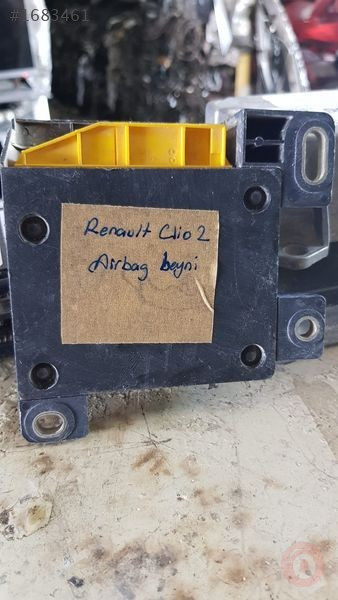 #1683461
Renault Clio 2
Airbag beyni